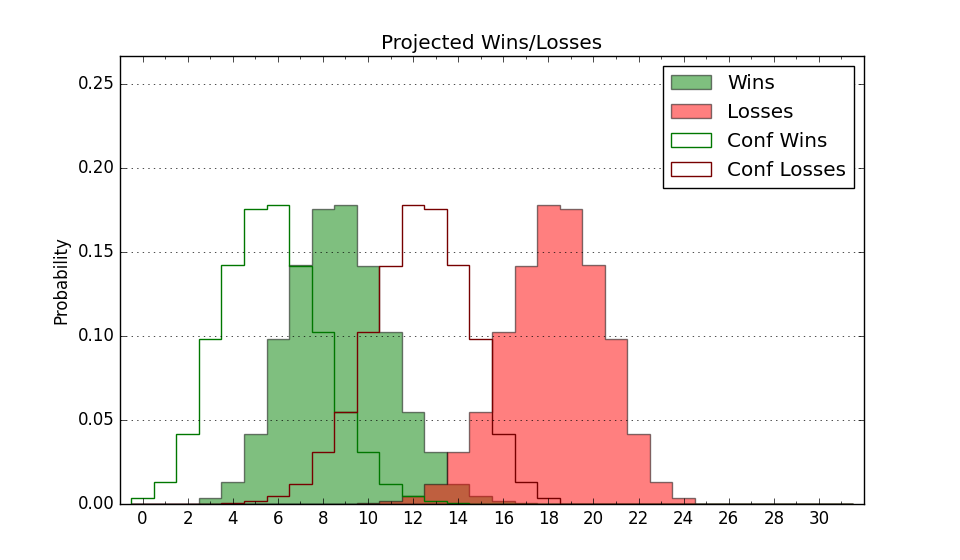 Projected Wins/Losses
0.25
0.20
0.15
0.10
0.05
0.00
Probability
Wins
Losses
Conf Wins
Conf Losses
0 2 4 6 8 10 12 14 16 18 20 22 24 26 28 30